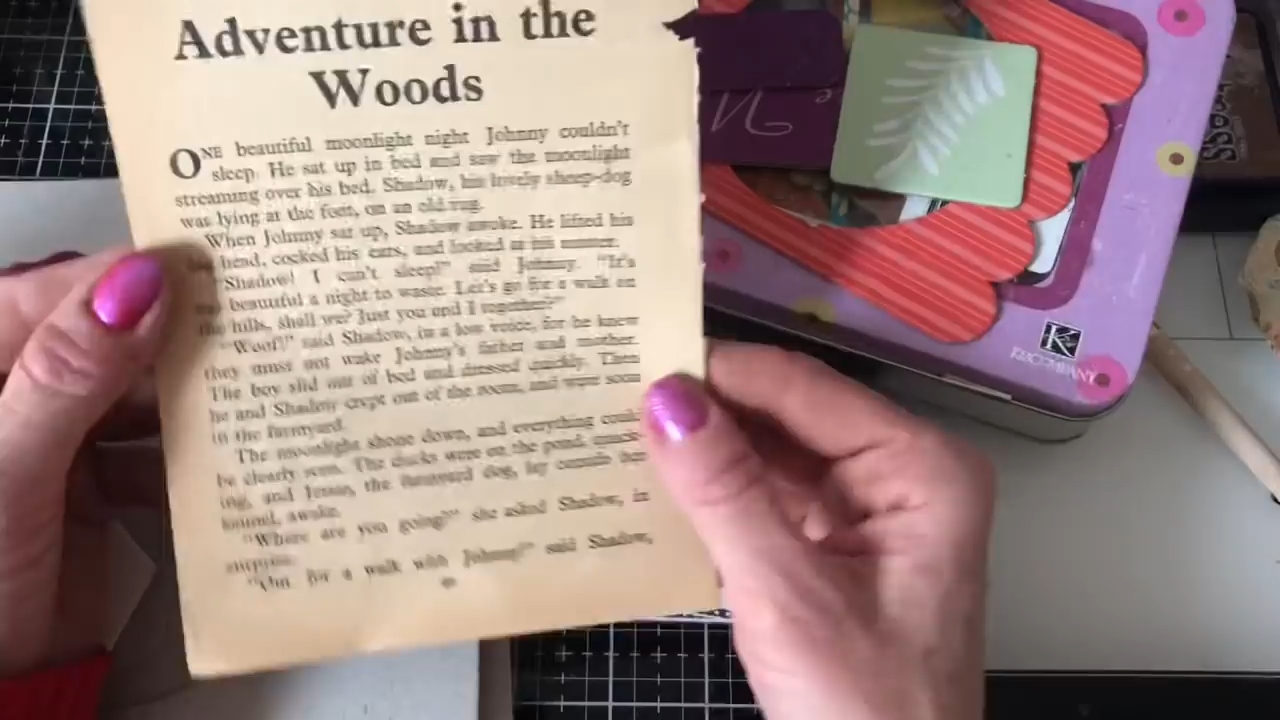 Adventure in the
Woods
ONE beautiful moonlight night Johnny couldn't
sleep. He sat up in bed and saw the moonlight
streaming over his bed. Shadow, his lovely sheep-dog
was lying at the foot, on an old rug.
When Johnny sat up, Shadow awoke. He lifted his
head, cocked his ears, and looked at his master.
"Shadow! I can't sleep!" said Johnny. "It's
beautiful a night to waste. Let's go for a walk on
the hills, shall we? Just you and I together!"
"Woof!" said Shadow, in a low voice, for he knew
they must not wake Johnny's father and mother.
The boy slid out of bed and dressed quickly. Then
he and Shadow crept out of the room, and were soon
in the farmyard.
The moonlight shone down, and everything could
be clearly seen. The ducks were on the pond,
and Jessie, the farmyard dog, lay outside her
kennel, awake.
"Where are you going?" she asked Shadow, in
surprise.
"Out for a walk with Johnny!" said Shadow,
K